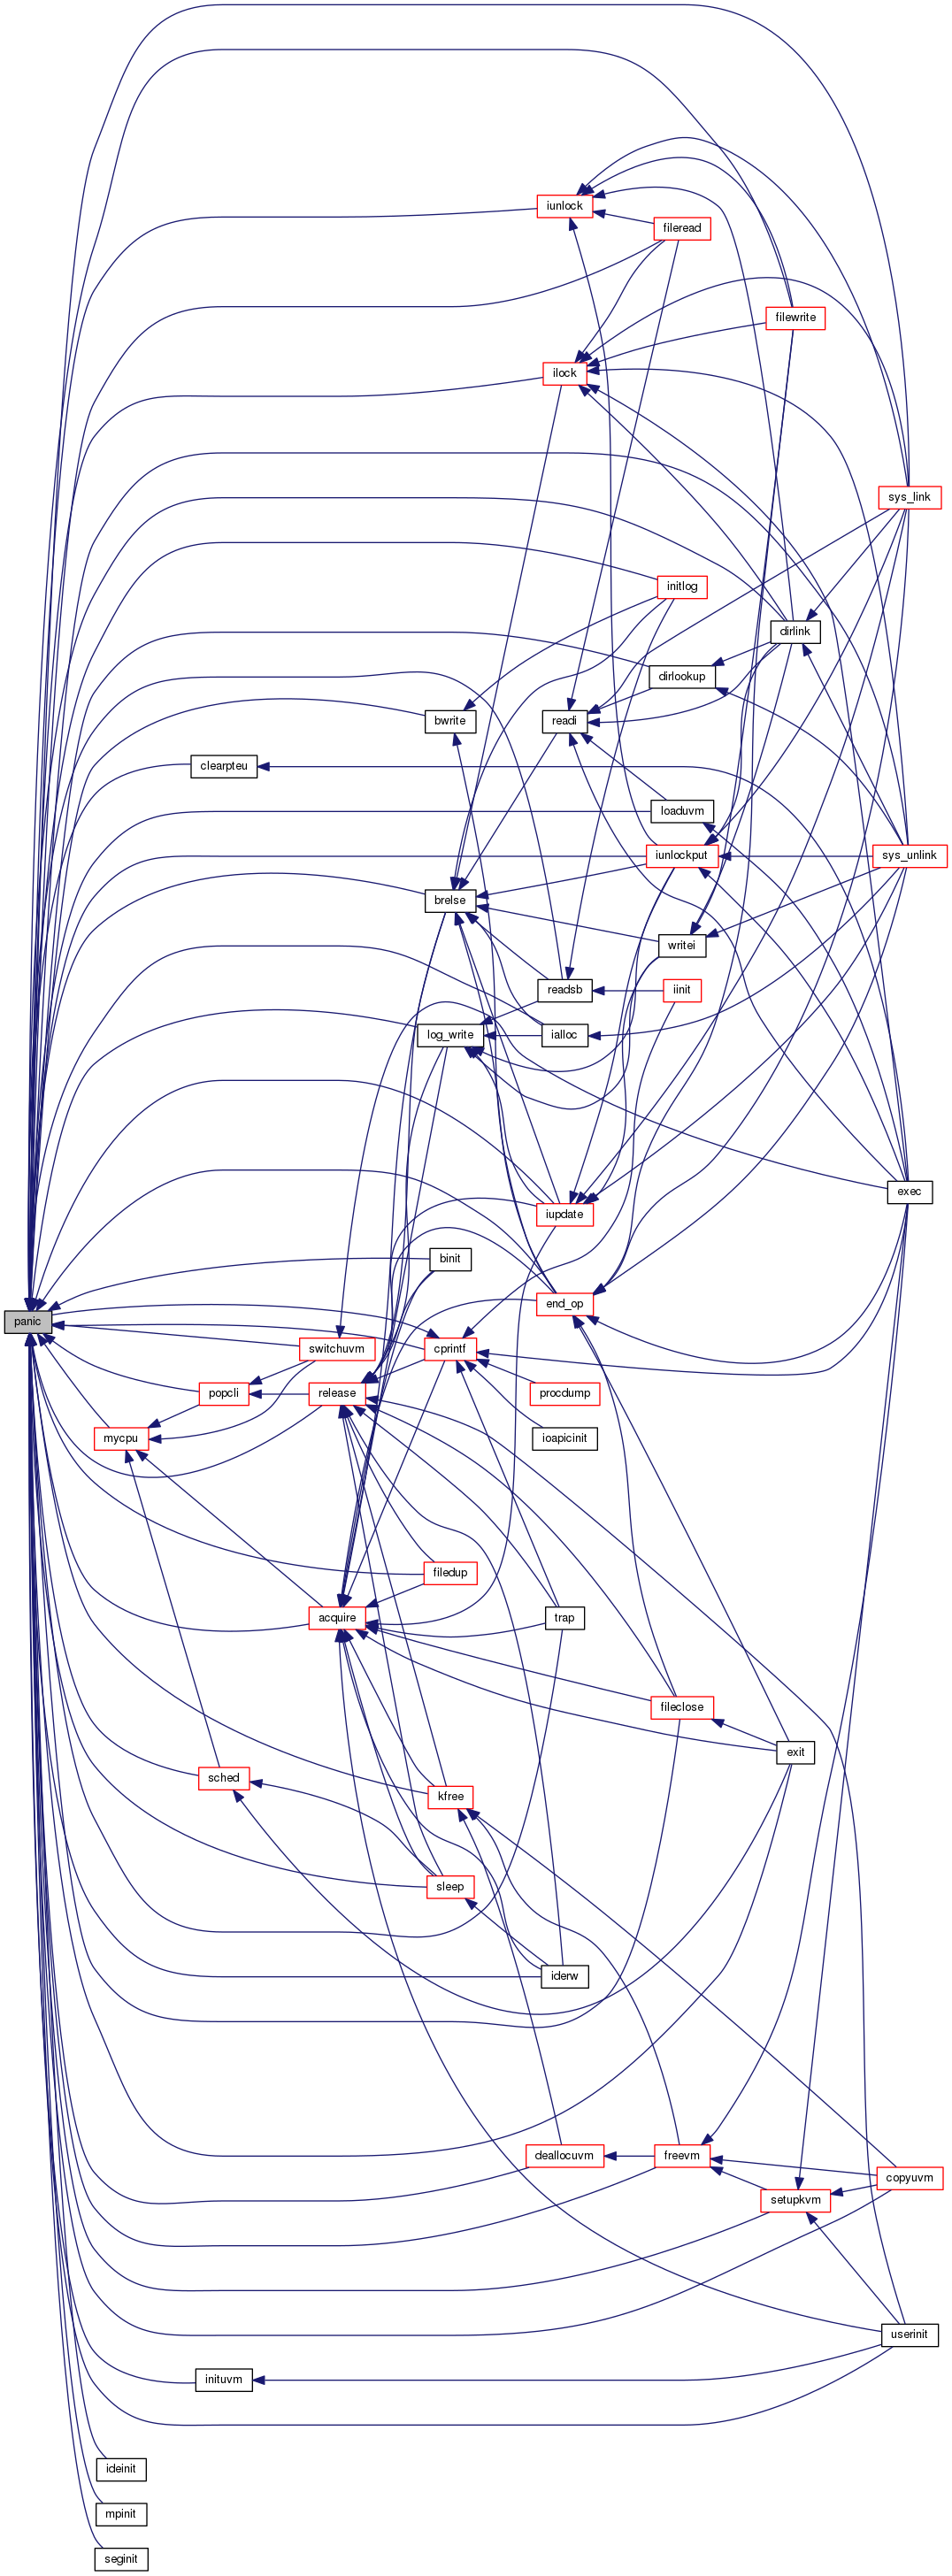 iunlock
fileread
filewrite
ilock
sys_link
initlog
dirlink
dirlookup
bwrite
readi
clearpteu
loaduvm
iunlockput
sys_unlink
brelse
writei
readsb
iinit
log_write
ialloc
exec
iupdate
binit
end_op
panic
switchuvm
cprintf
popcli
release
procdump
mycpu
ioapicinit
filedup
acquire
trap
fileclose
exit
sched
kfree
sleep
iderw
deallocuvm
freevm
copyuvm
setupkvm
userinit
inituvm
ideinit
mpinit
seginit